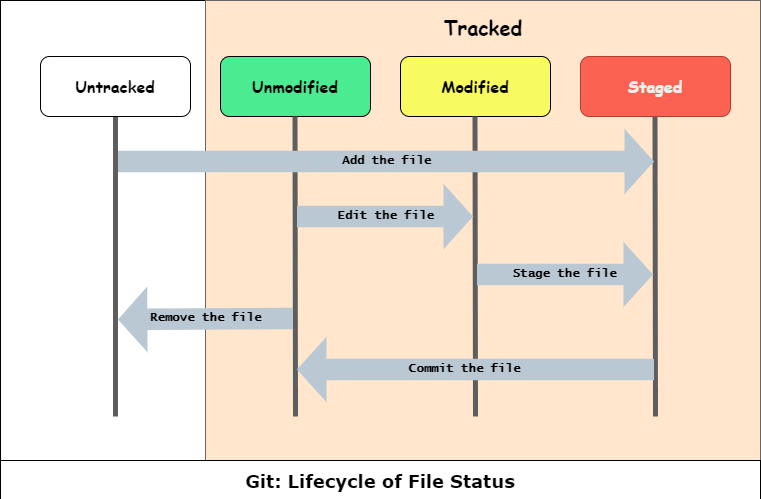 Tracked
Untracked
Unmodified
Modified
Staged
Add the file
Edit the file
Stage the file
Remove the file
Commit the file
Git: Lifecycle of File Status